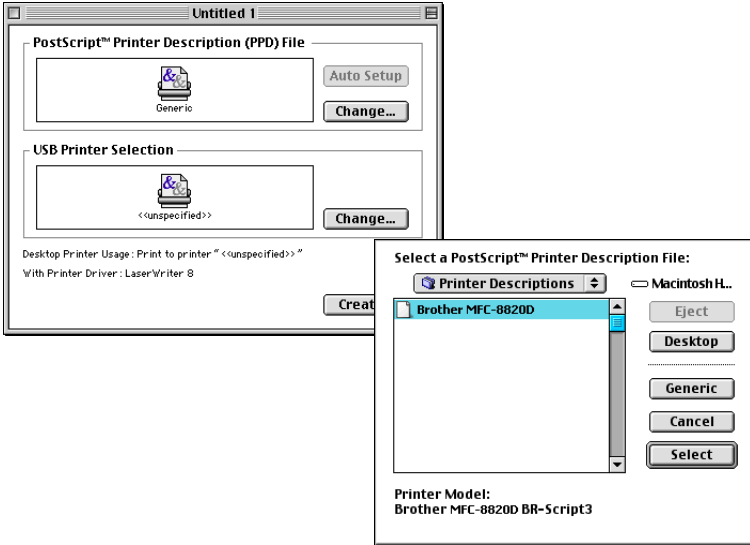 Untitled 1
PostScript™ Printer Description (PPD) File
Generic
Auto Setup
Change...
USB Printer Selection
<<unspecified>>
Change...
Desktop Printer Usage : Print to printer "<<unspecified>>"
With Printer Driver : LaserWriter 8
Creat
Select a PostScript™ Printer Description File:
Printer Descriptions
Macintosh H...
Brother MFC-8820D
Eject
Desktop
Generic
Cancel
Select
Printer Model:
Brother MFC-8820D BR-Script3